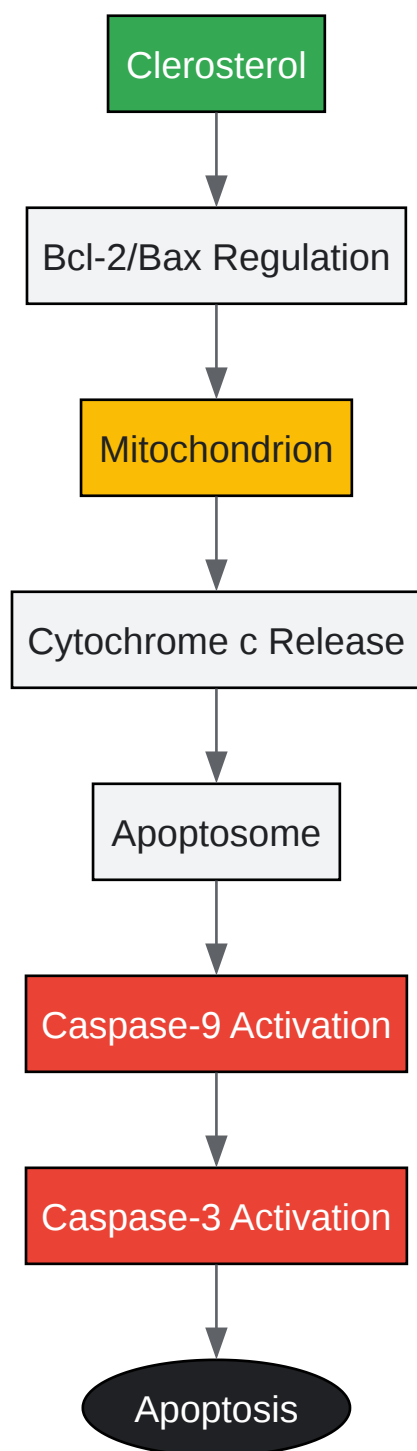 Clerosterol
Bcl-2/Bax Regulation
Mitochondrion
Cytochrome c Release
Apoptosome
Caspase-9 Activation
Caspase-3 Activation
Apoptosis